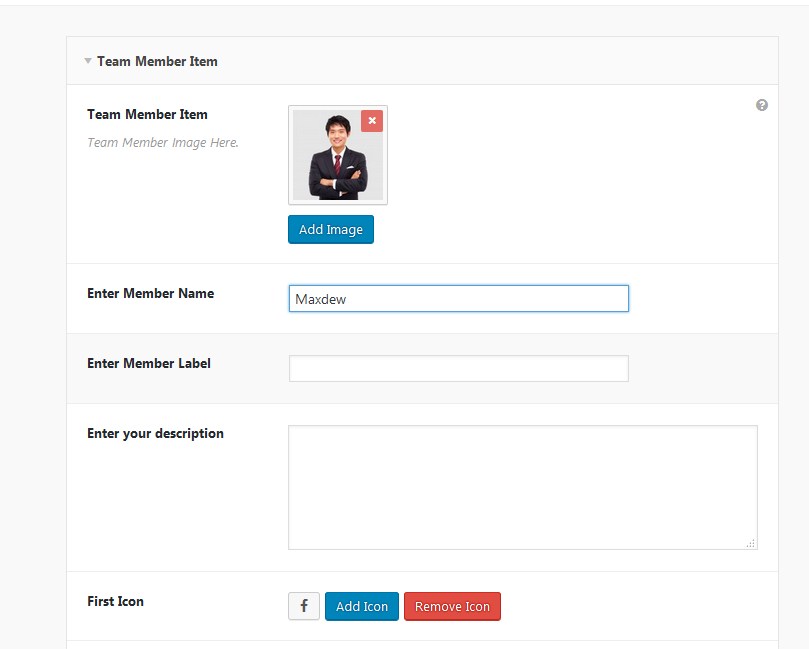 Team Member Item
Team Member Item
Team Member Image Here.
Add Image
Enter Member Name
Maxdew
Enter Member Label
Enter your description
First Icon
Add Icon
Remove Icon